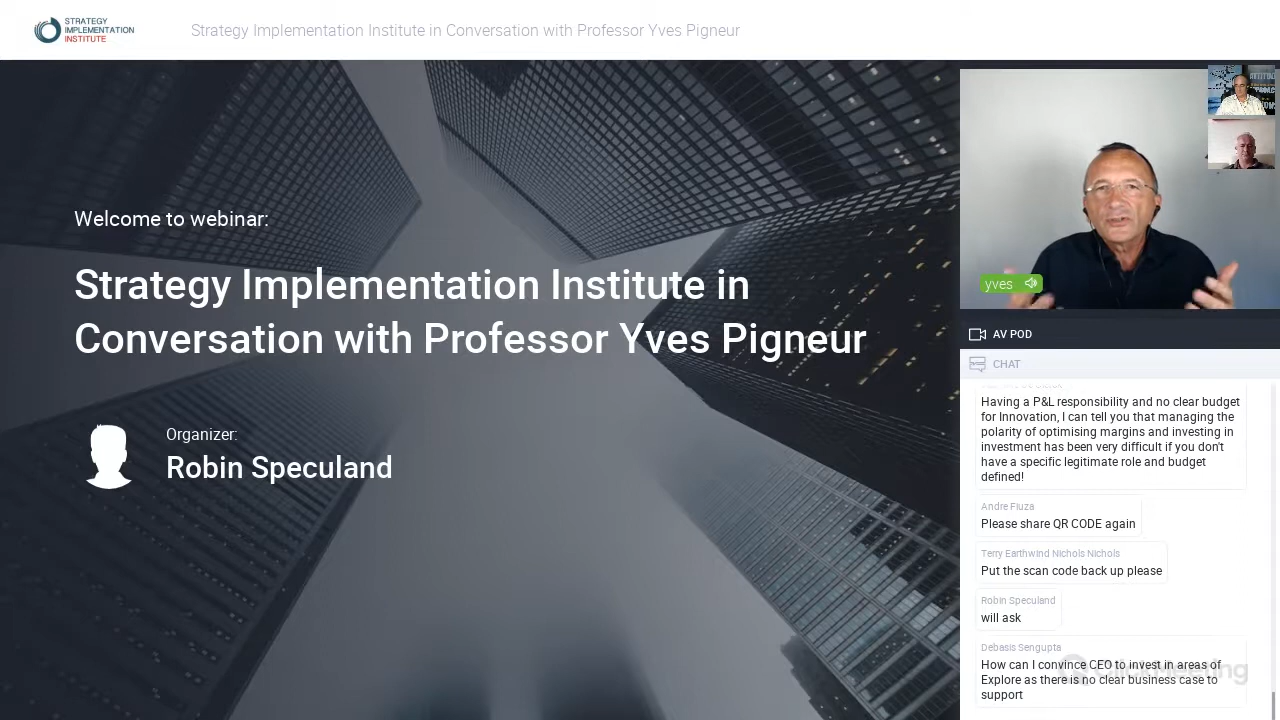 STRATEGY
IMPLEMENTATION
INSTITUTE
Strategy Implementation Institute in Conversation with Professor Yves Pigneur
Welcome to webinar:
Strategy Implementation Institute in
Conversation with Professor Yves Pigneur
Organizer:
Robin Speculand
yves
AV POD
CHAT
Having a P&L responsibility and no clear budget
for Innovation, I can tell you that managing the
polarity of optimising margins and investing in
investment has been very difficult if you don't
have a specific legitimate role and budget
defined!
Andre Fiuza
Please share QR CODE again
Terry Earthwind Nichols Nichols
Put the scan code back up please
Robin Speculand
will ask
Debasis Sengupta
How can I convince CEO to invest in areas of
Explore as there is no clear business case to
support